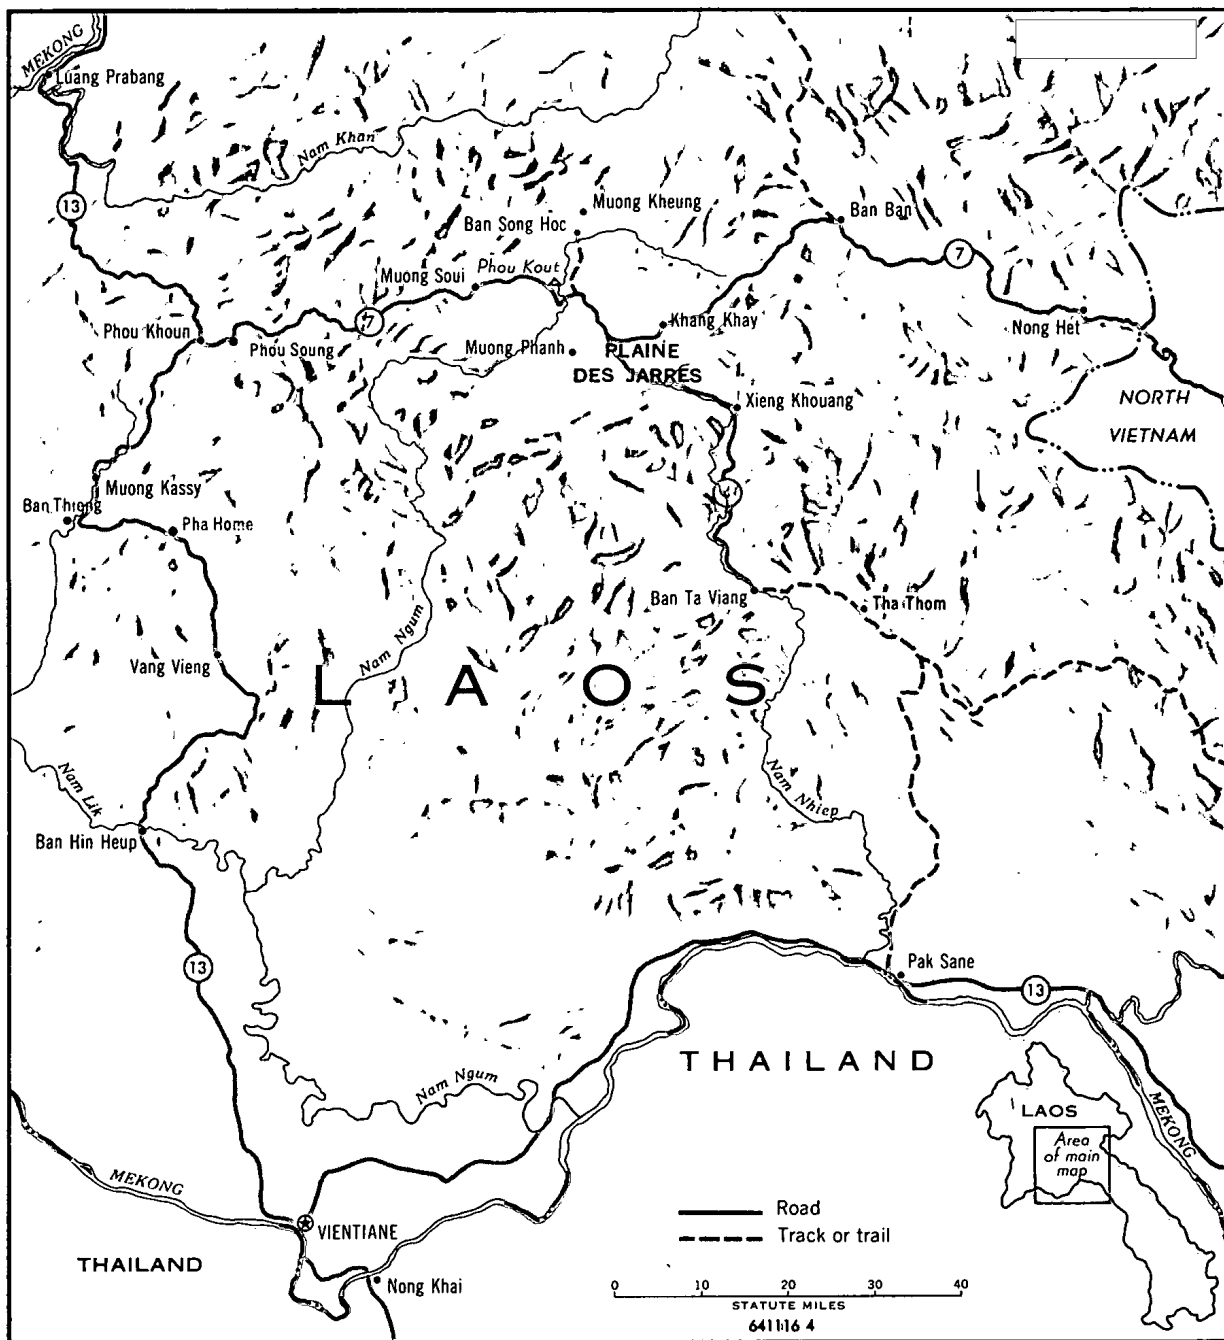 MEKONG
Luang Prabang
Nam Khan
13
Muong Kheung
Ban Song Hoc
Ban Ban
7
Phou Kout
Muong Soui
7
Khang Khay
Nong Het
Phou Khoun
Phou Soung
Muong Phanh
PLAINE
DES JARRES
Xieng Khouang
NORTH
VIETNAM
Muong Kassy
Ban Thieng
Pha Home
Ban Ta Viang
Tha Thom
Nam Ngum
Vang Vieng
LAOS
Nam Lik
Nam Nhiep
Ban Hin Heup
13
Pak Sane
13
THAILAND
Nam Ngum
MEKONG
LAOS
Area
of main
map
MEKONG
Road
Track or trail
VIENTIANE
THAILAND
Nong Khai
0 10 20 30 40
STATUTE MILES
641116 4